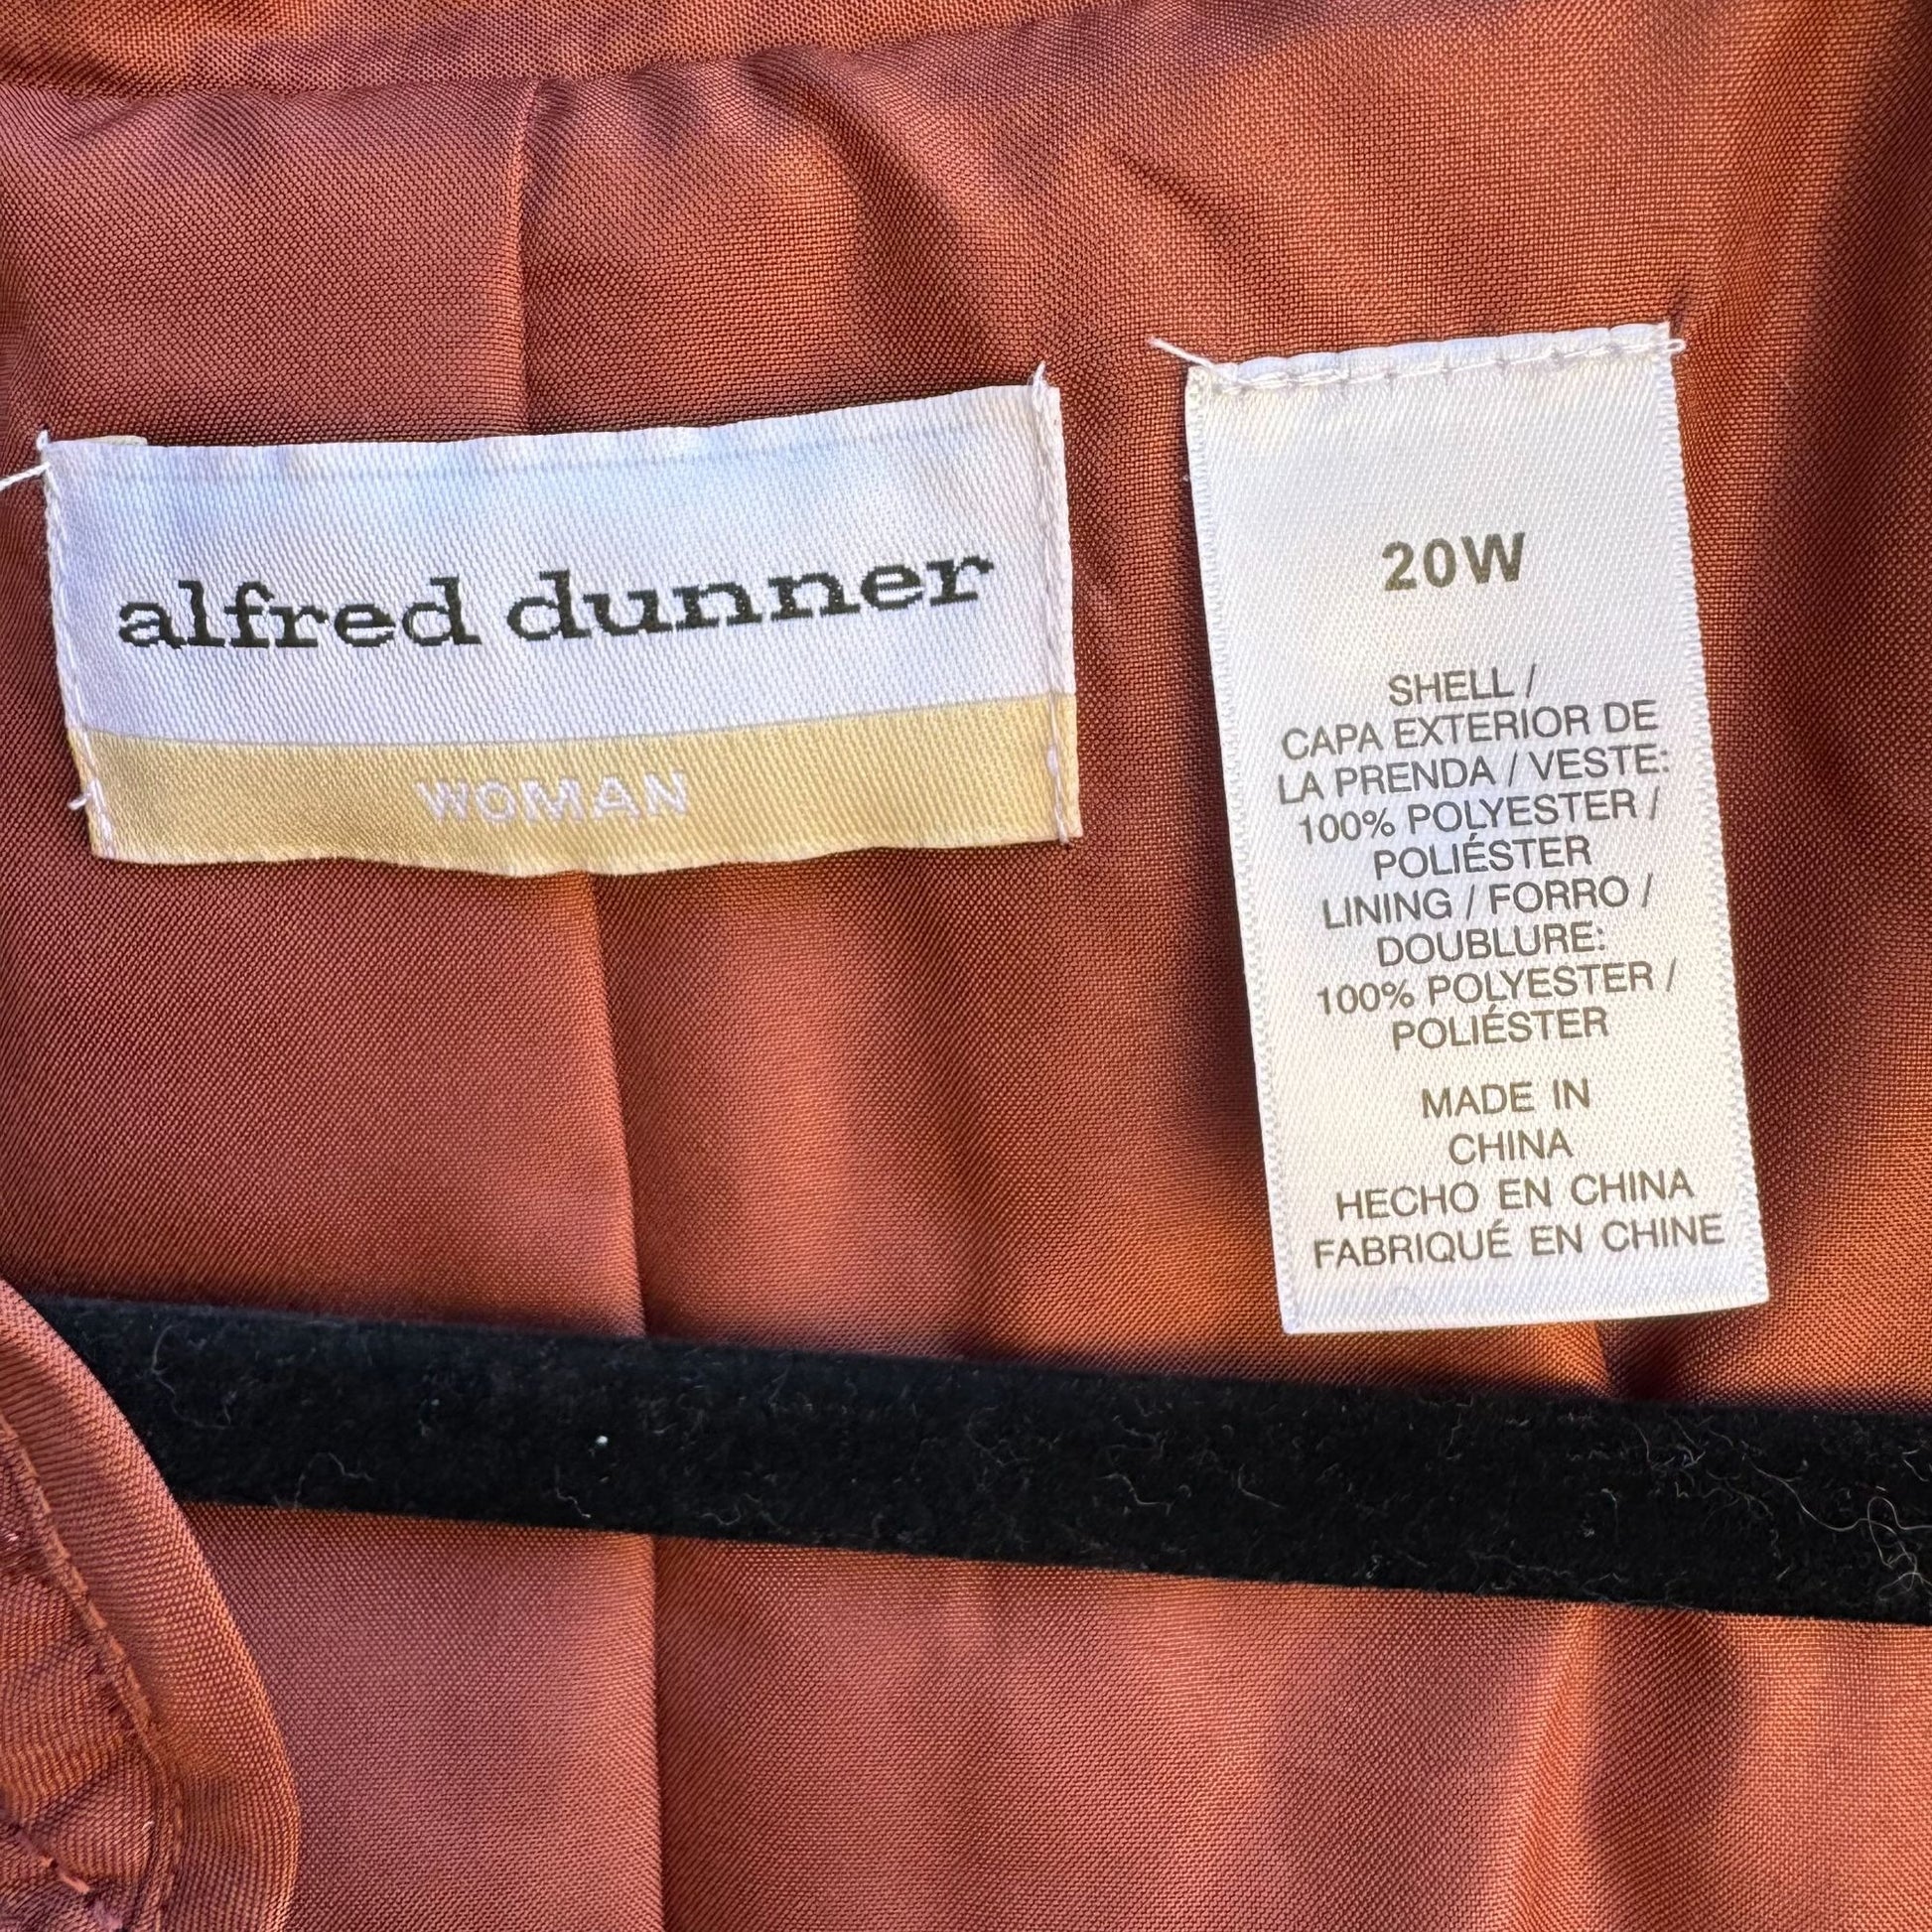 alfred dunner
WOMAN
20W
SHELL /
CAPA EXTERIOR DE
LA PRENDA / VESTE:
100% POLYESTER /
POLIÉSTER
LINING / FORRO /
DOUBLURE:
100% POLYESTER /
POLIÉSTER
MADE IN
CHINA
HECHO EN CHINA
FABRIQUÉ EN CHINE